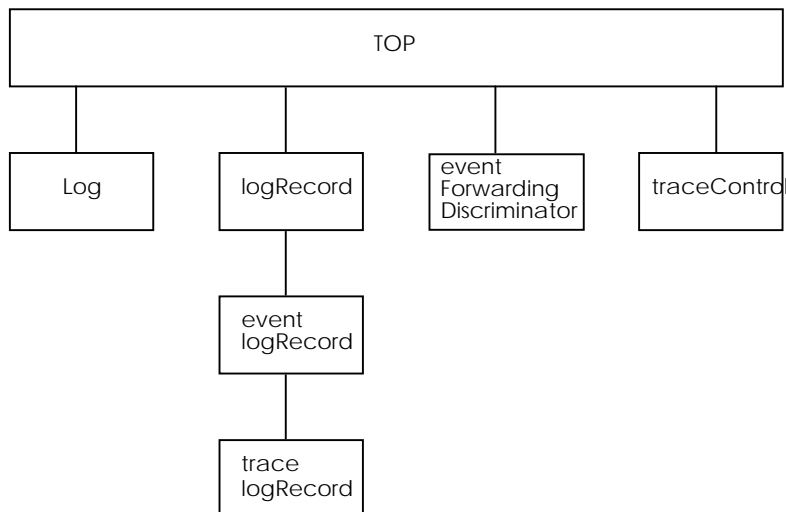 TOP
Log
logRecord
event
Forwarding
Discriminator
traceControl
event
logRecord
trace
logRecord